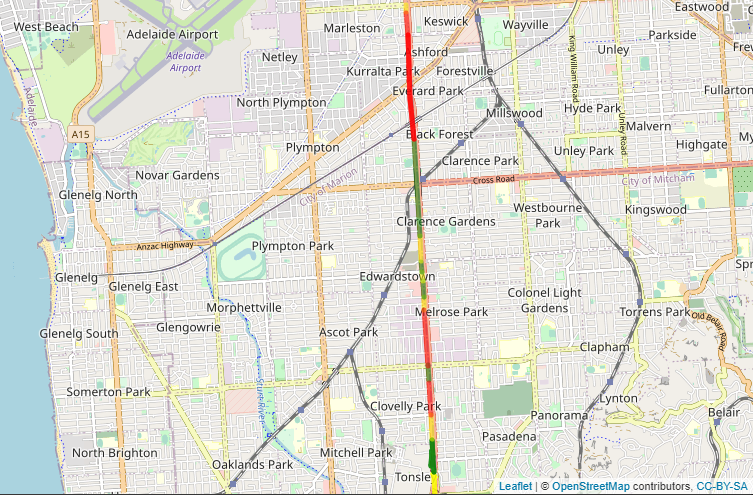 West Beach
Adelaide Airport
Marleston
Keswick
Wayville
Eastwood
Parkside
Ashford
Unley
Netley
Adelaide
Airport
Kurralta Park
Forestville
King William Road
Everard Park
Fullarton
Adelaide
North Plympton
Millswood
Hyde Park
Unley Road
Malvern
A15
Black Forest
Plympton
Clarence Park
Unley Park
Highgate
Novar Gardens
City of Marion
Cross Road
City of Mitcham
Glenelg North
Westbourne
Park
Kingswood
Clarence Gardens
Anzac Highway
Plympton Park
Glenelg
Glenelg East
Edwardstown
Morphettville
Colonel Light
Gardens
Melrose Park
Torrens Park
Old Belair Road
Glenelg South
Glengowrie
Ascot Park
Clapham
Somerton Park
Sturt River
Clovelly Park
Lynton
Panorama
Belair
Pasadena
North Brighton
Mitchell Park
Oaklands Park
Tonsley
Leaflet | © OpenStreetMap contributors, CC-BY-SA